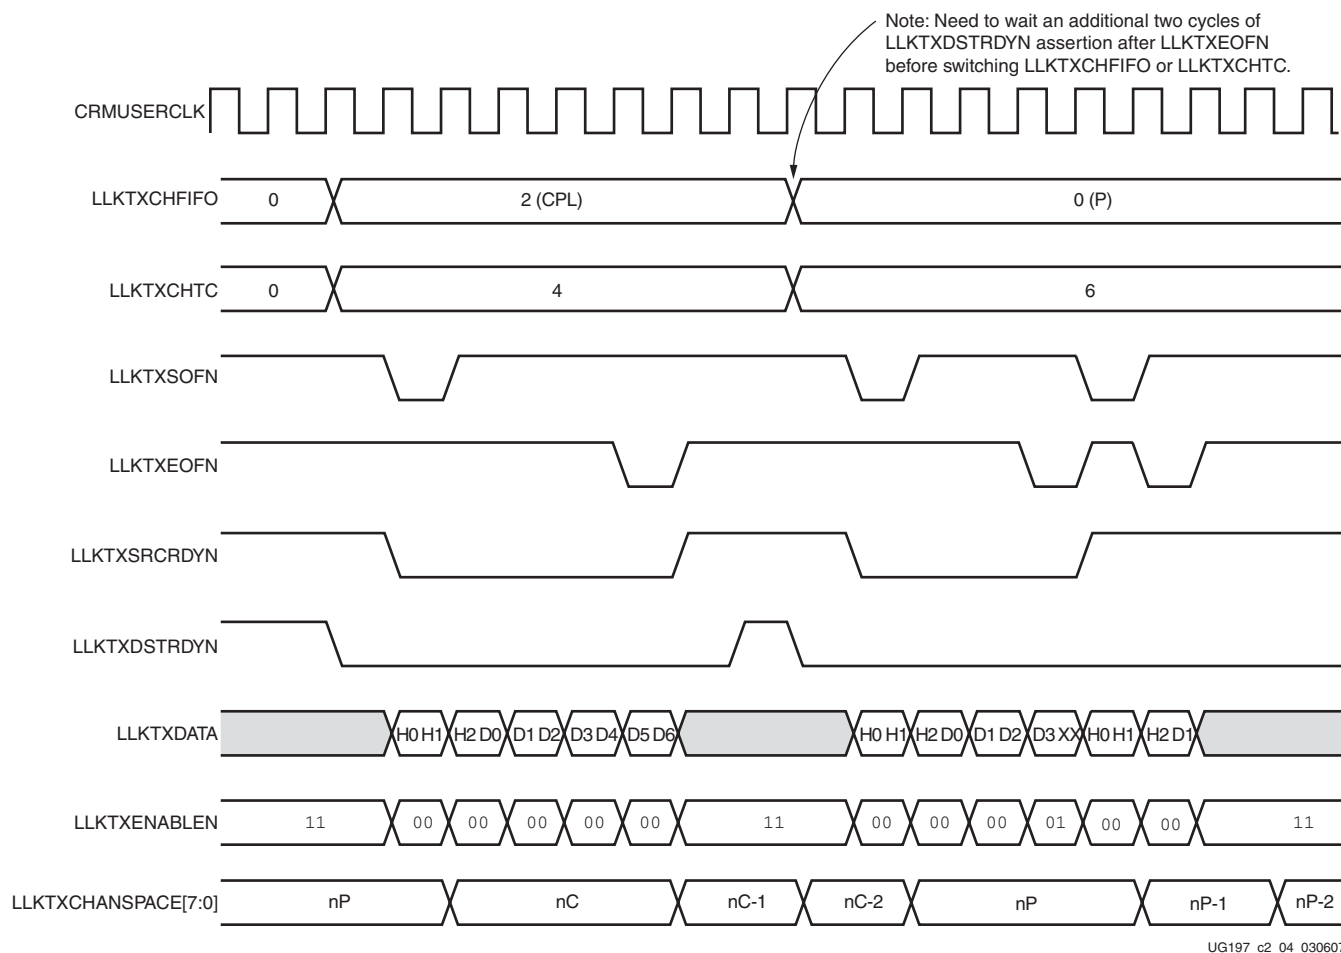 Note: Need to wait an additional two cycles of
LLKTXDSTRDYN assertion after LLKTXEOFN
before switching LLKTXCHFIFO or LLKTXCHTC.
CRMUSERCLK
LLKTXCHFIFO 0 2 (CPL) 0 (P)
LLKTXCHTC 0 4 6
LLKTXSOFN
LLKTXEOFN
LLKTXSRCRDYN
LLKTXDSTRDYN
LLKTXDATA H0 H1 H2 D0 D1 D2 D3 D4 D5 D6 H0 H1 H2 D0 D1 D2 D3 XX H0 H1 H2 D1
LLKTXENABLEN 11 00 00 00 00 00 11 00 00 00 01 00 00 11
LLKTXCHANSPACE[7:0] nP nC nC-1 nC-2 nP nP-1 nP-2
UG197 c2 04 030607